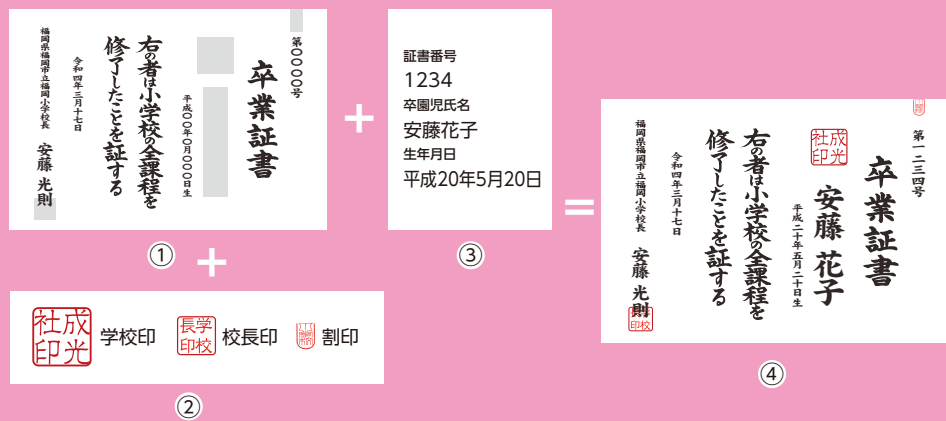 第〇〇〇〇号
卒業証書
平成〇〇年〇月〇〇〇日生
右の者は小学校の全課程を
修了したことを証する
令和四年三月十七日
福岡県福岡市立福岡小学校長 安藤 光則
①
+
+
成光
社印
学校印
学校
長印
校長印
割印
②
証書番号
1234
卒園児氏名
安藤花子
生年月日
平成20年5月20日
③
=
第一二三四号
卒業証書
成光
社印
安藤 花子
平成二十年五月二十日生
右の者は小学校の全課程を
修了したことを証する
令和四年三月十七日
福岡県福岡市立福岡小学校長 安藤 光則
学校
長印
④